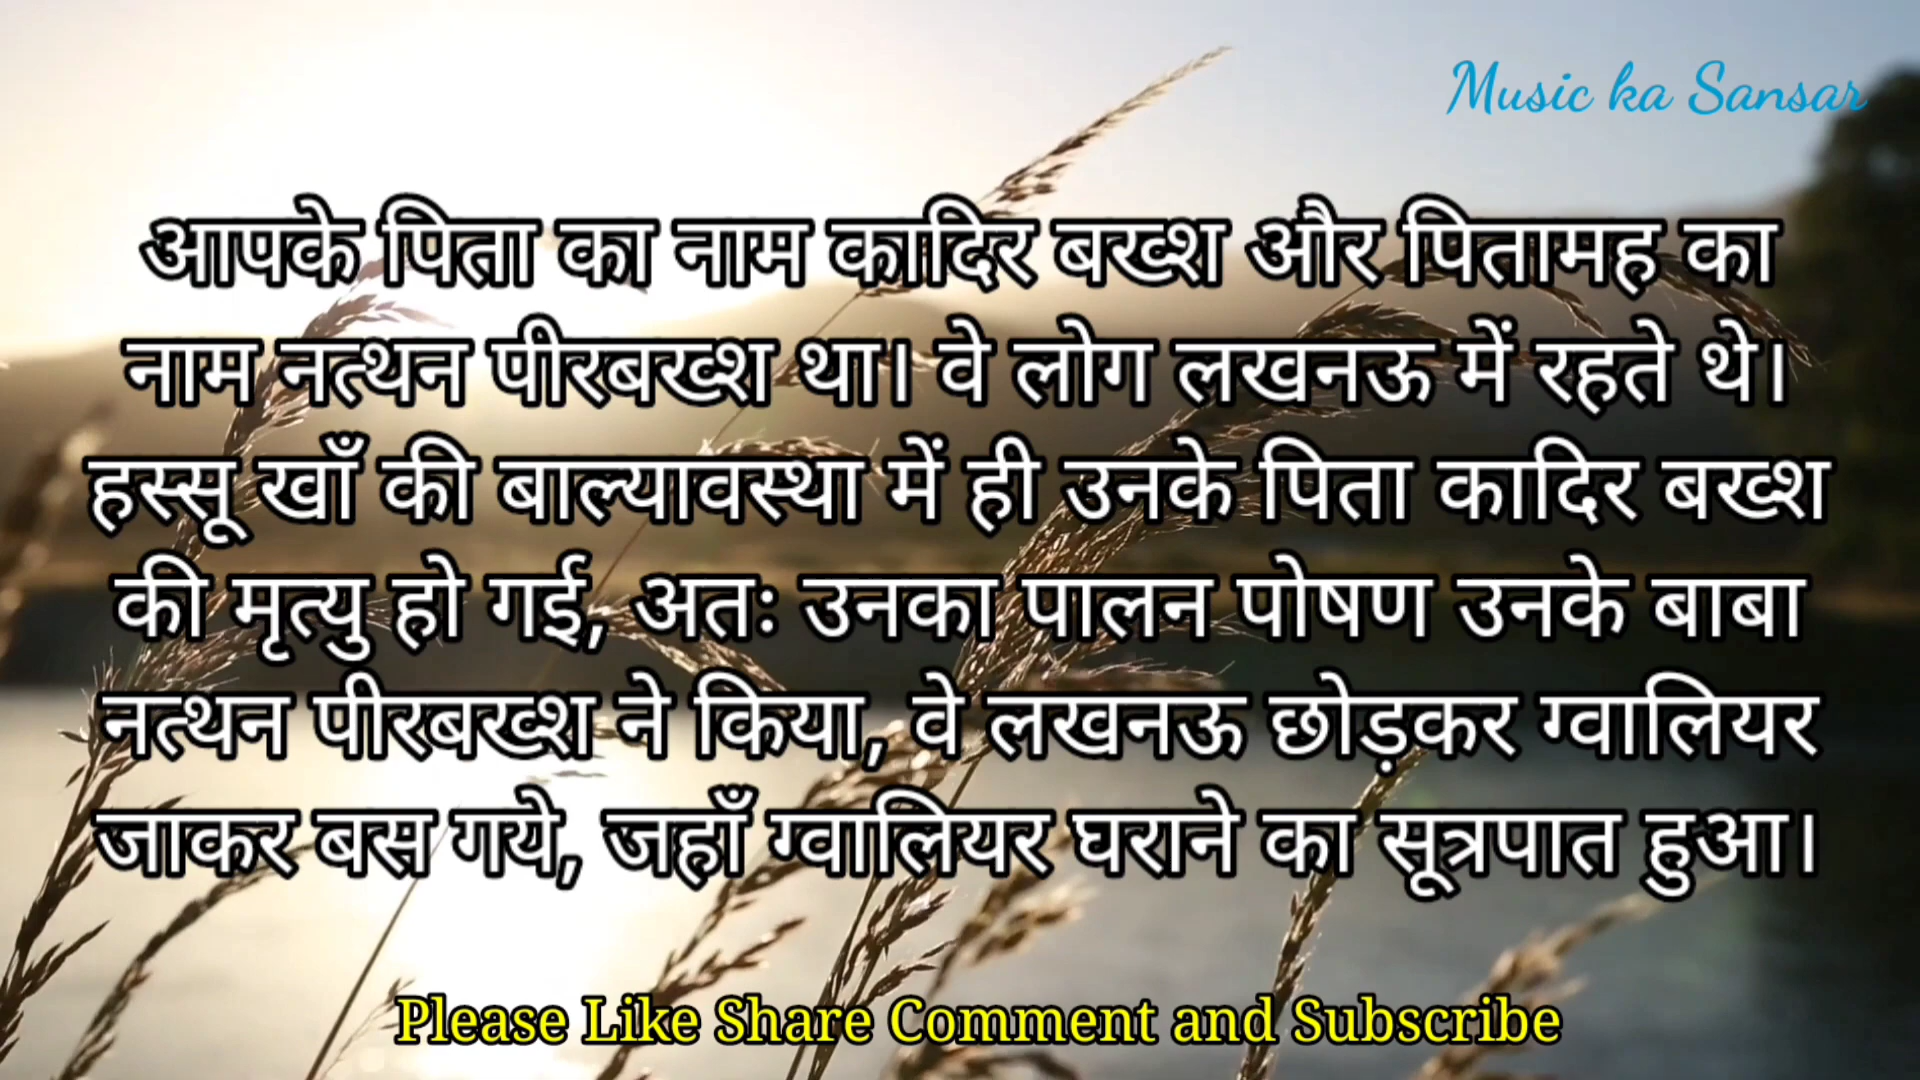 Music ka Sansar
आपके पिता का नाम कादिर बख्श और पितामह का
नाम नत्थन पीरबख्श था। वे लोग लखनऊ में रहते थे।
हस्सू खाँ की बाल्यावस्था में ही उनके पिता कादिर बख्श
की मृत्यु हो गई, अतः उनका पालन पोषण उनके बाबा
नत्थन पीरबख्श ने किया, वे लखनऊ छोड़कर ग्वालियर
जाकर बस गये, जहाँ ग्वालियर घराने का सूत्रपात हुआ।
Please Like Share Comment and Subscribe